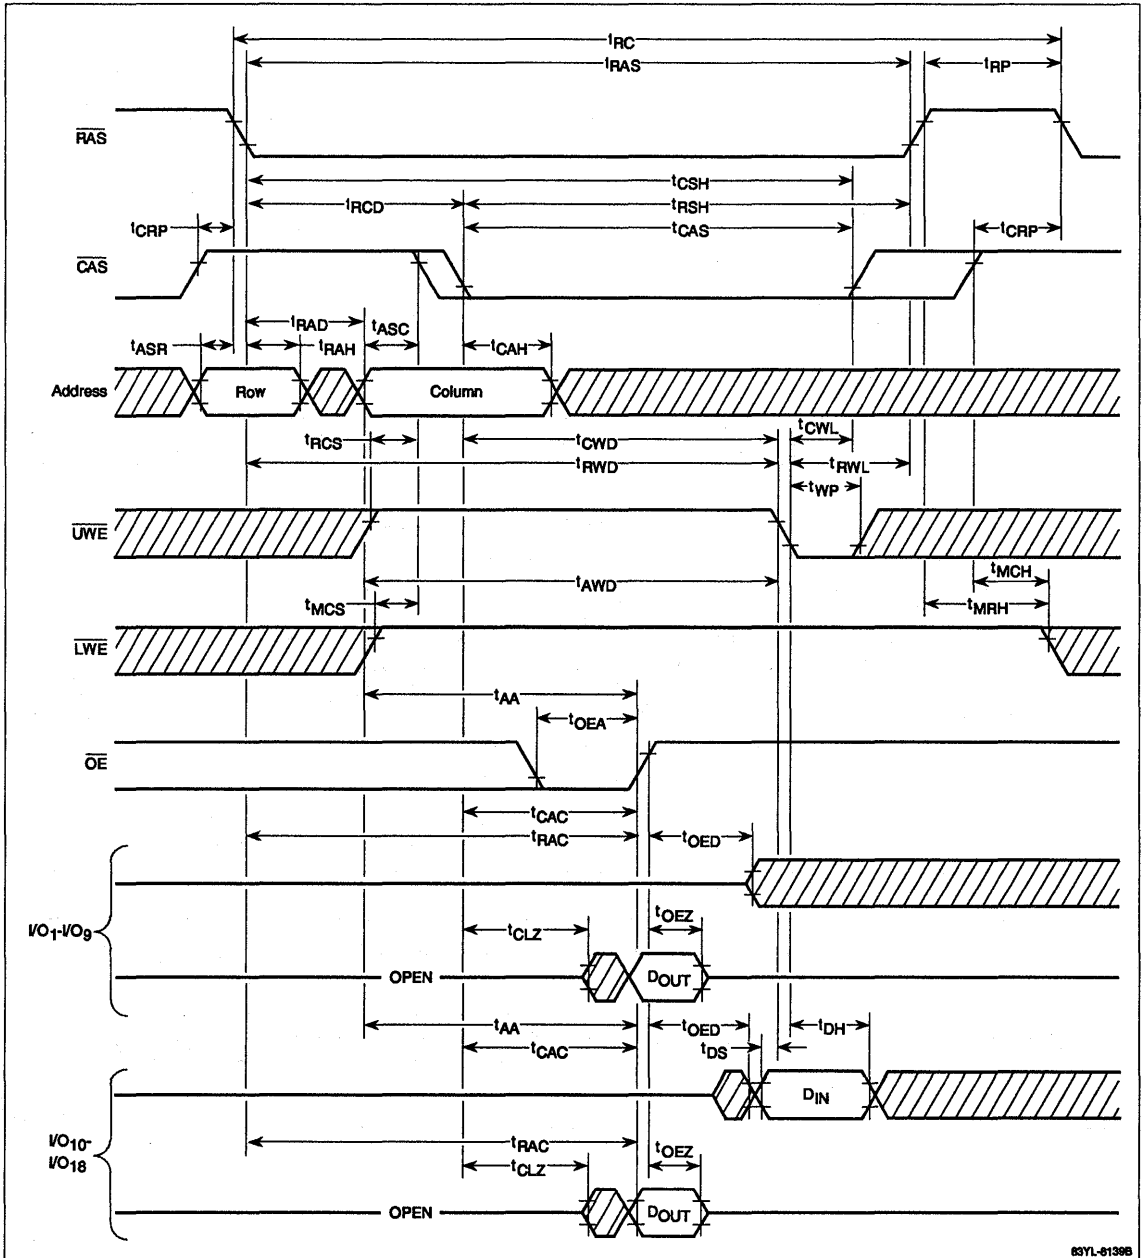 tRC
tRAS
tRP
RAS
tCSH
tRCD
tRSH
tCRP
tCAS
tCRP
CAS
tRAD
tASC
tASR
tRAH
tCAH
Address
Row
Column
tRCS
tCWD
tCWL
tRWD
tRWL
tWP
UWE
tMCH
tAWD
tMCS
tMRH
LWE
tAA
tOEA
OE
tCAC
tRAC
tOED
I/O1-I/O9
tCLZ
tOEZ
OPEN
DOUT
tAA
tOED
tDH
tCAC
tDS
DIN
I/O10-
I/O18
tRAC
tOEZ
tCLZ
OPEN
DOUT
83YL-8139B